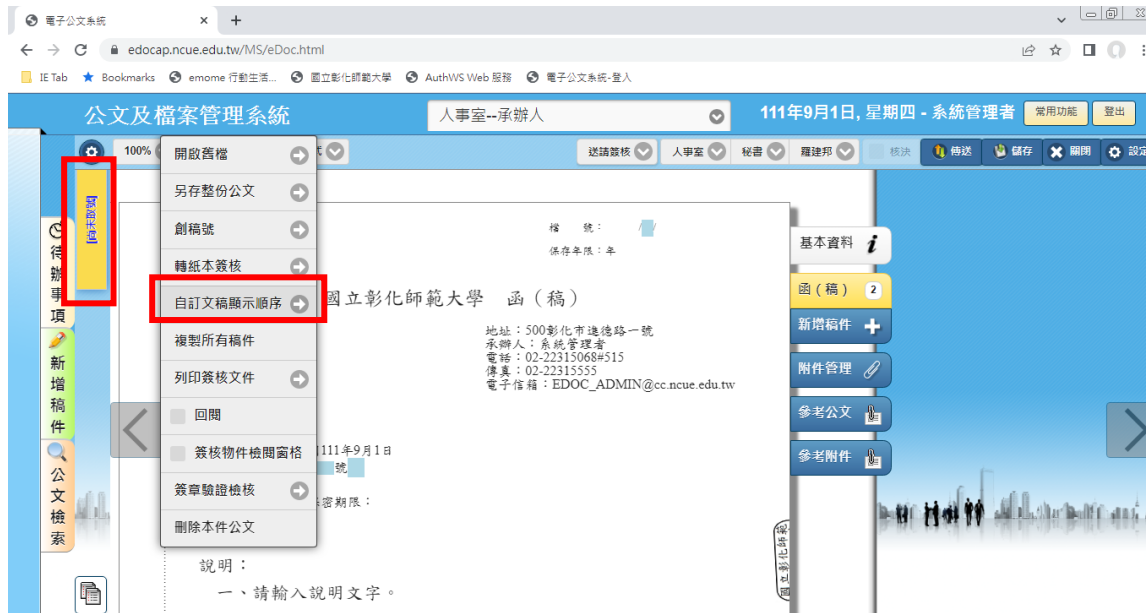 電子公文系統
edocap.ncue.edu.tw/MS/eDoc.html
IE Tab Bookmarks emome 行動生活... 國立彰化師範大學 AuthWS Web 服務 電子公文系統-登入
公文及檔案管理系統 人事室--承辦人 111年9月1日, 星期四 - 系統管理者 常用功能 登出
100% 送請簽核 人事室 秘書 羅建邦 核決 傳送 儲存 關閉 設定
[尚未取號]
待辦事項
新增稿件
公文檢索
開啟舊檔
另存整份公文
創稿號
轉紙本簽核
自訂文稿顯示順序
複製所有稿件
列印簽核文件
回閱
簽核物件檢閱窗格
簽章驗證檢核
刪除本件公文
檔 號： / /
保存年限：年
國立彰化師範大學 函（稿）
地址：500彰化市進德路一號
承辦人：系統管理者
電話：02-22315068#515
傳真：02-22315555
電子信箱：EDOC_ADMIN@cc.ncue.edu.tw
111年9月1日
號
密期限：
說明：
一、請輸入說明文字。
基本資料
函（稿） 2
新增稿件
附件管理
參考公文
參考附件